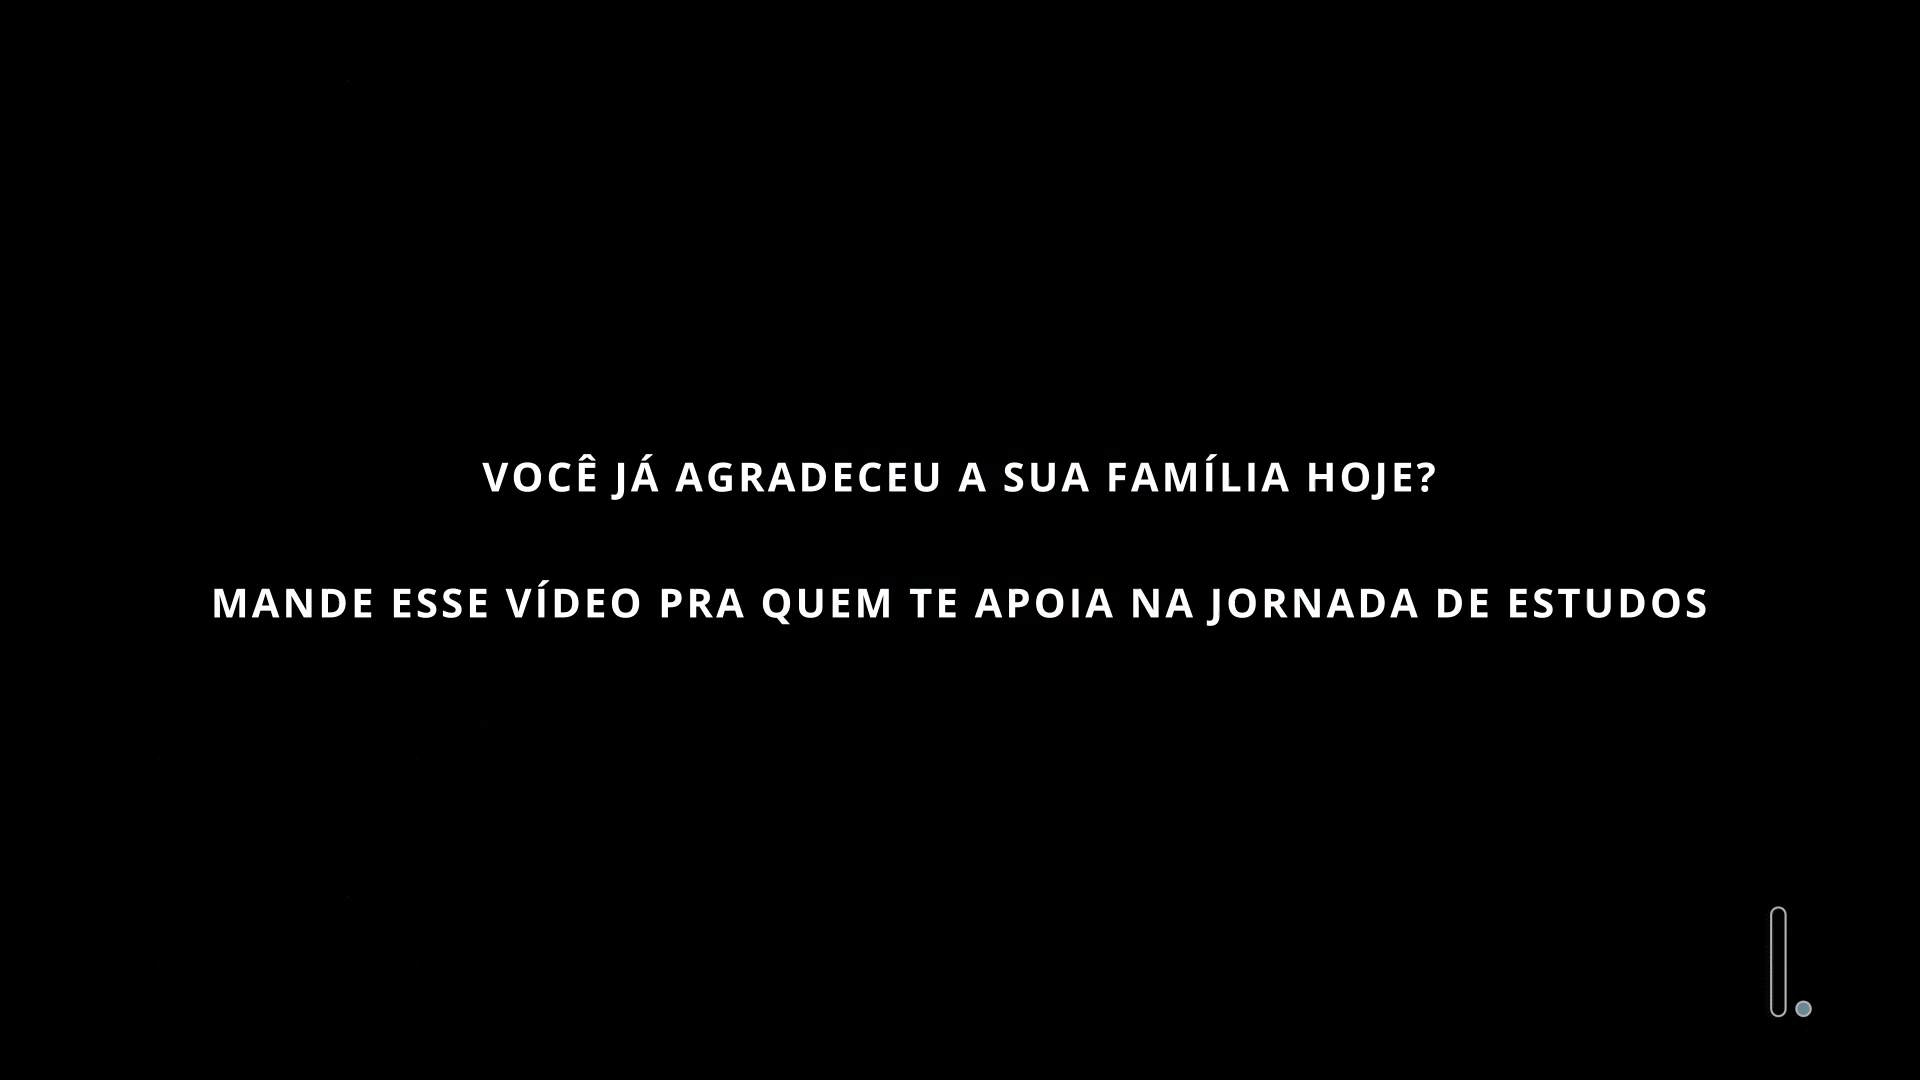 VOCÊ JÁ AGRADECEU A SUA FAMÍLIA HOJE?
MANDE ESSE VÍDEO PRA QUEM TE APOIA NA JORNADA DE ESTUDOS